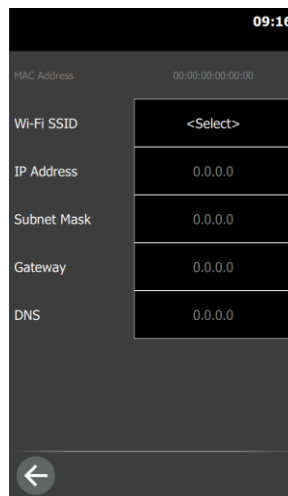 09:16
MAC Address 00:00:00:00:00:00
Wi-Fi SSID <Select>
IP Address 0.0.0.0
Subnet Mask 0.0.0.0
Gateway 0.0.0.0
DNS 0.0.0.0